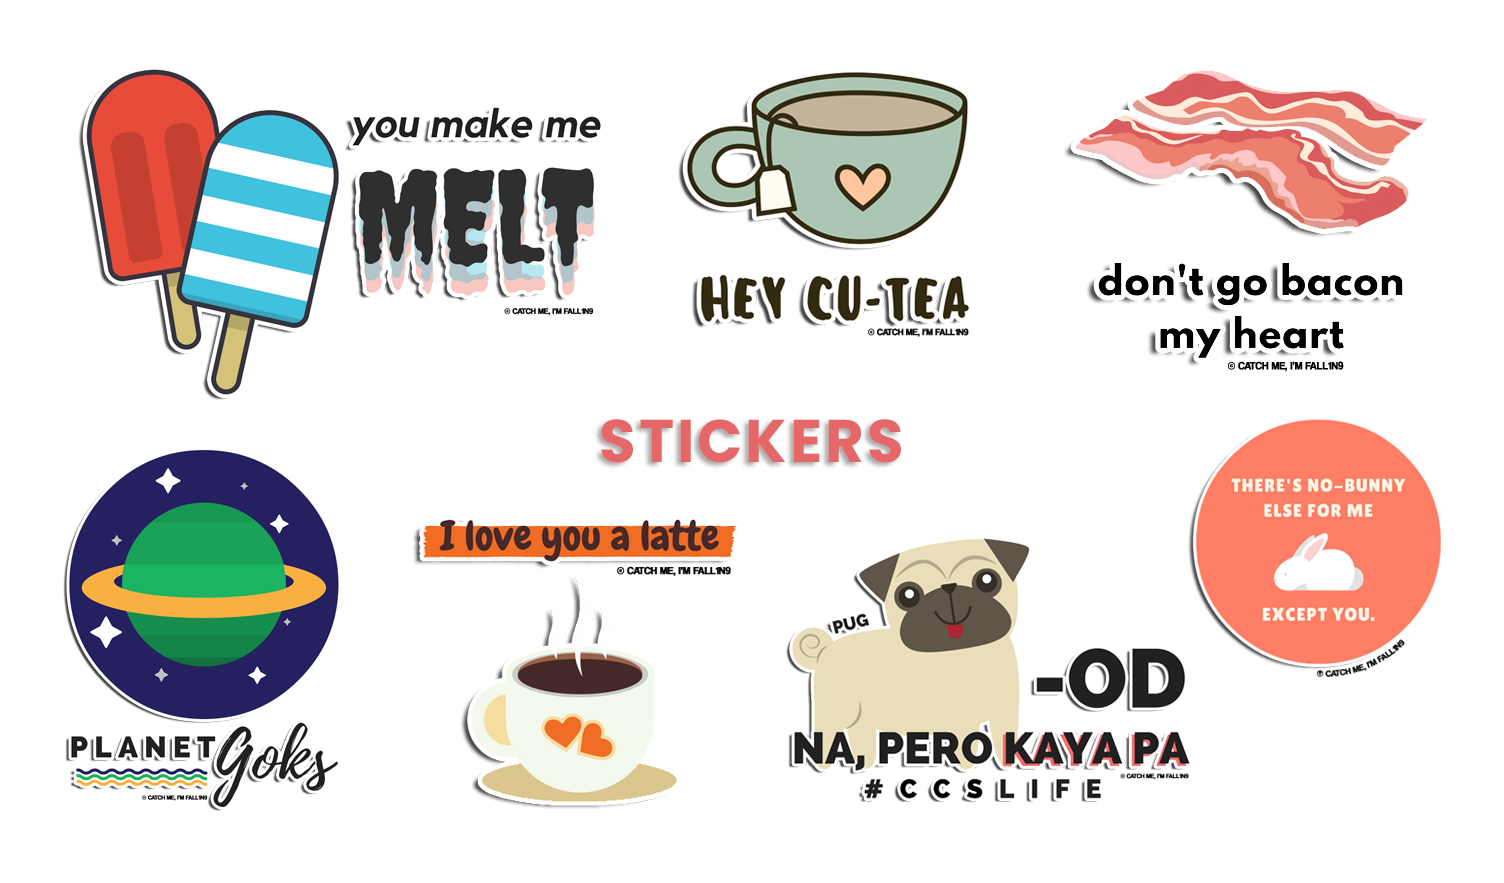 you make me
MELT
© CATCH ME, I'M FALL1N9
HEY CU-TEA
© CATCH ME, I'M FALL1N9
don't go bacon
my heart
© CATCH ME, I'M FALL1N9
STICKERS
PLANET Goks
© CATCH ME, I'M FALL1N9
I love you a latte
© CATCH ME, I'M FALL1N9
PUG
-OD
NA, PERO KAYA PA
© CATCH ME, I'M FALL1N9
#CCSLIFE
THERE'S NO-BUNNY
ELSE FOR ME
EXCEPT YOU.
© CATCH ME, I'M FALL1N9